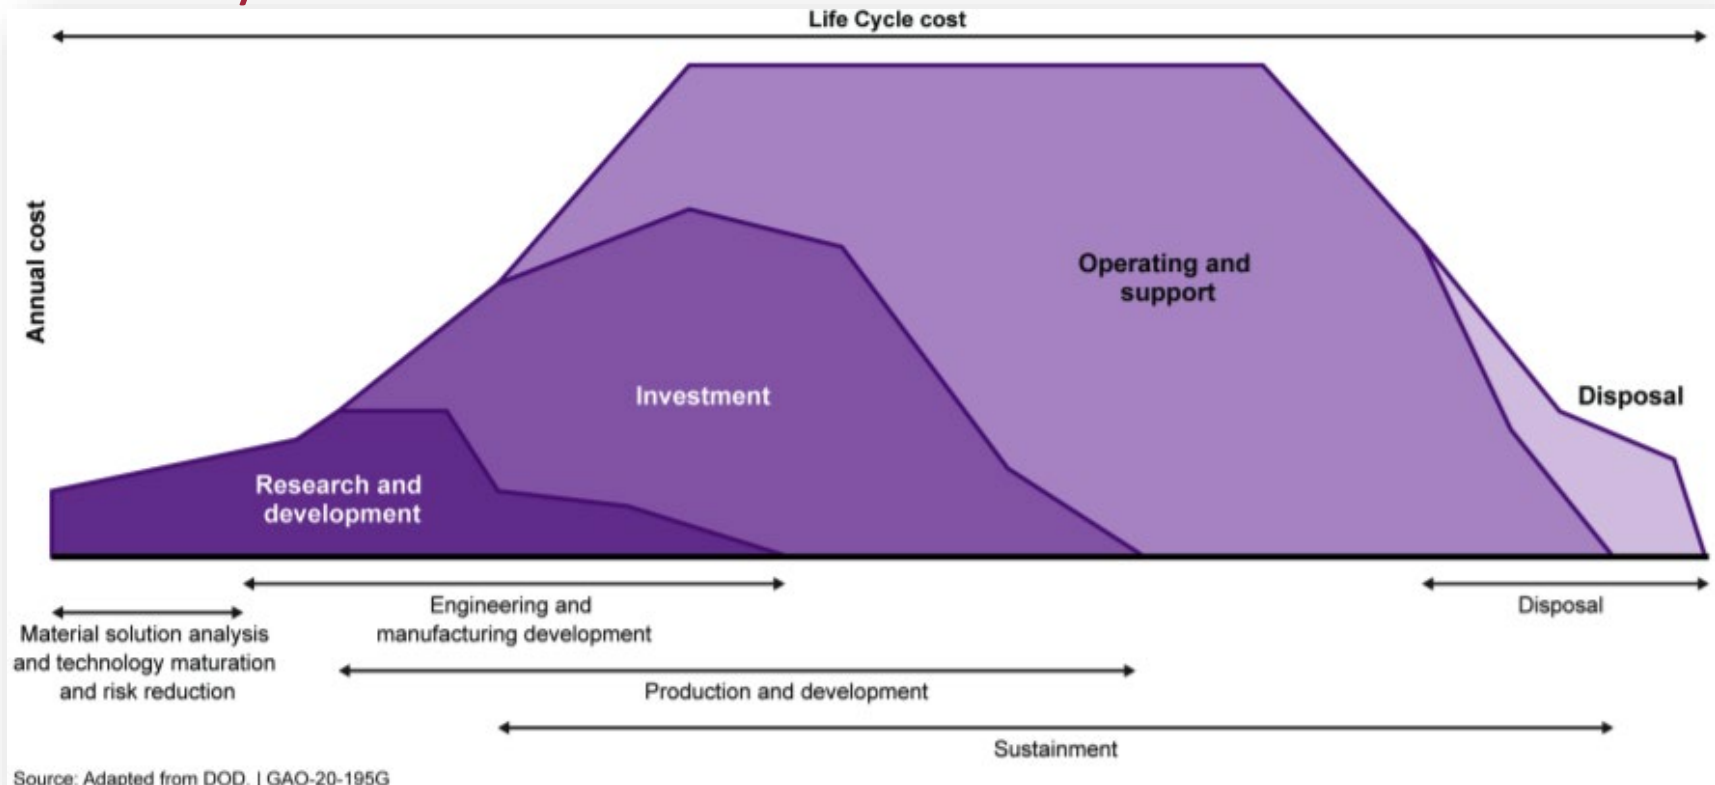 Life Cycle cost
Annual cost
Operating and
support
Investment
Disposal
Research and
development
Engineering and
manufacturing development
Disposal
Material solution analysis
and technology maturation
and risk reduction
Production and development
Sustainment
Source: Adapted from DOD. | GAO-20-195G